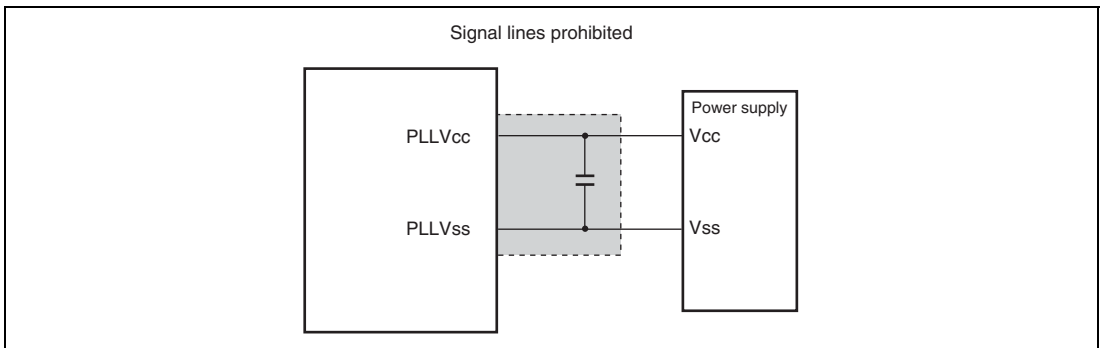 Signal lines prohibited
Power supply
PLLVcc
Vcc
PLLVss
Vss